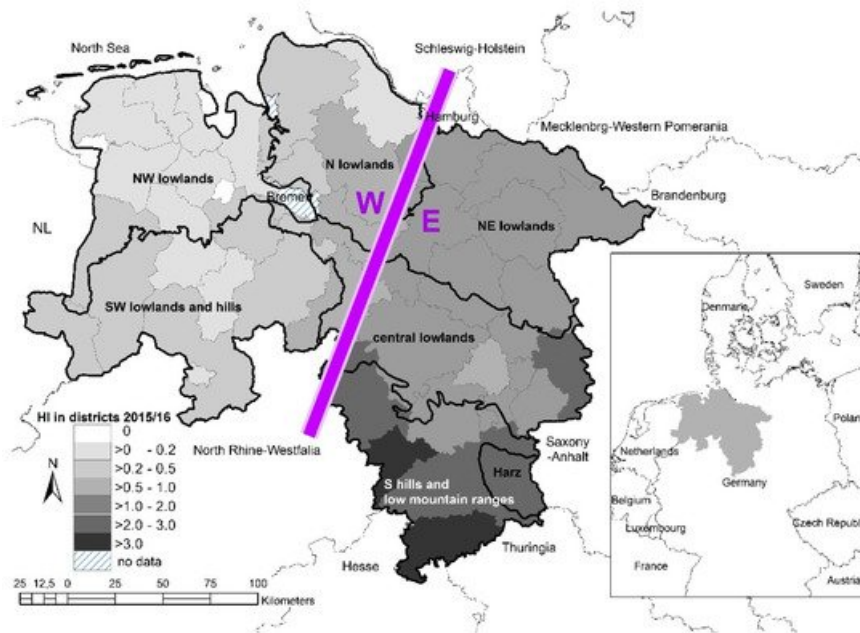 North Sea
Schleswig-Holstein
Hamburg
Mecklenbrg-Western Pomerania
N lowlands
NW lowlands
Bremen
Brandenburg
W
E
NL
NE lowlands
SW lowlands and hills
central lowlands
HI in districts 2015/16
0
>0 - 0.2
>0.2 - 0.5
>0.5 - 1.0
>1.0 - 2.0
>2.0 - 3.0
>3.0
no data
N
North Rhine-Westfalia
Saxony
-Anhalt
Harz
S hills and
low mountain ranges
Hesse
Thuringia
25 12,5 0 25 50 75 100
Kilometers
Sweden
Denmark
Poland
Netherlands
Germany
Belgium
Luxembourg
Czech Republ
France
Austria